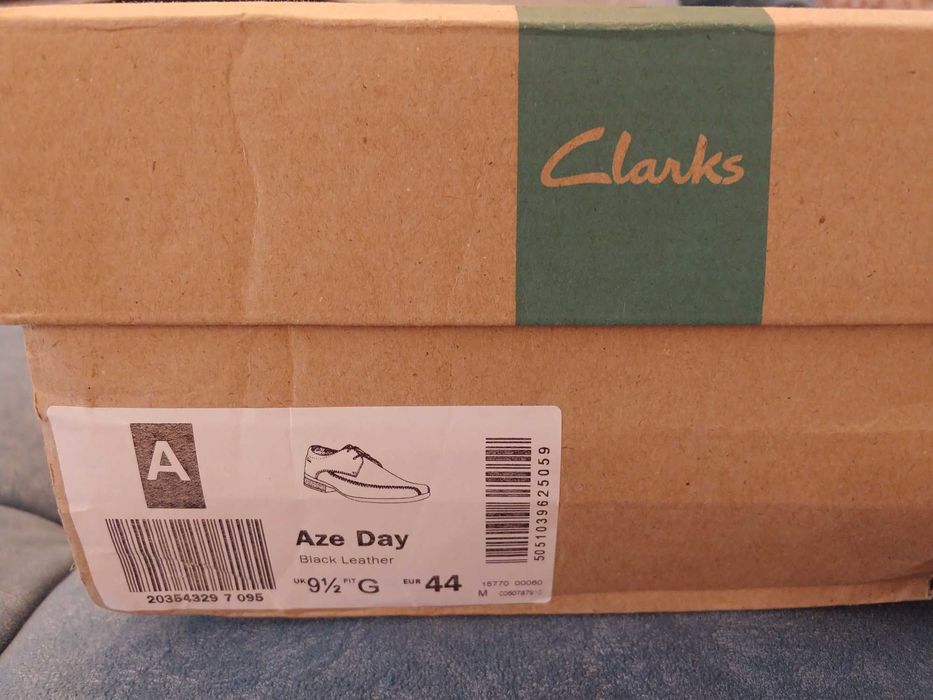 Clarks
A
5051039625059
Aze Day
Black Leather
20354329 7 095
UK 9½ FIT G EUR 44
15770 00060
M